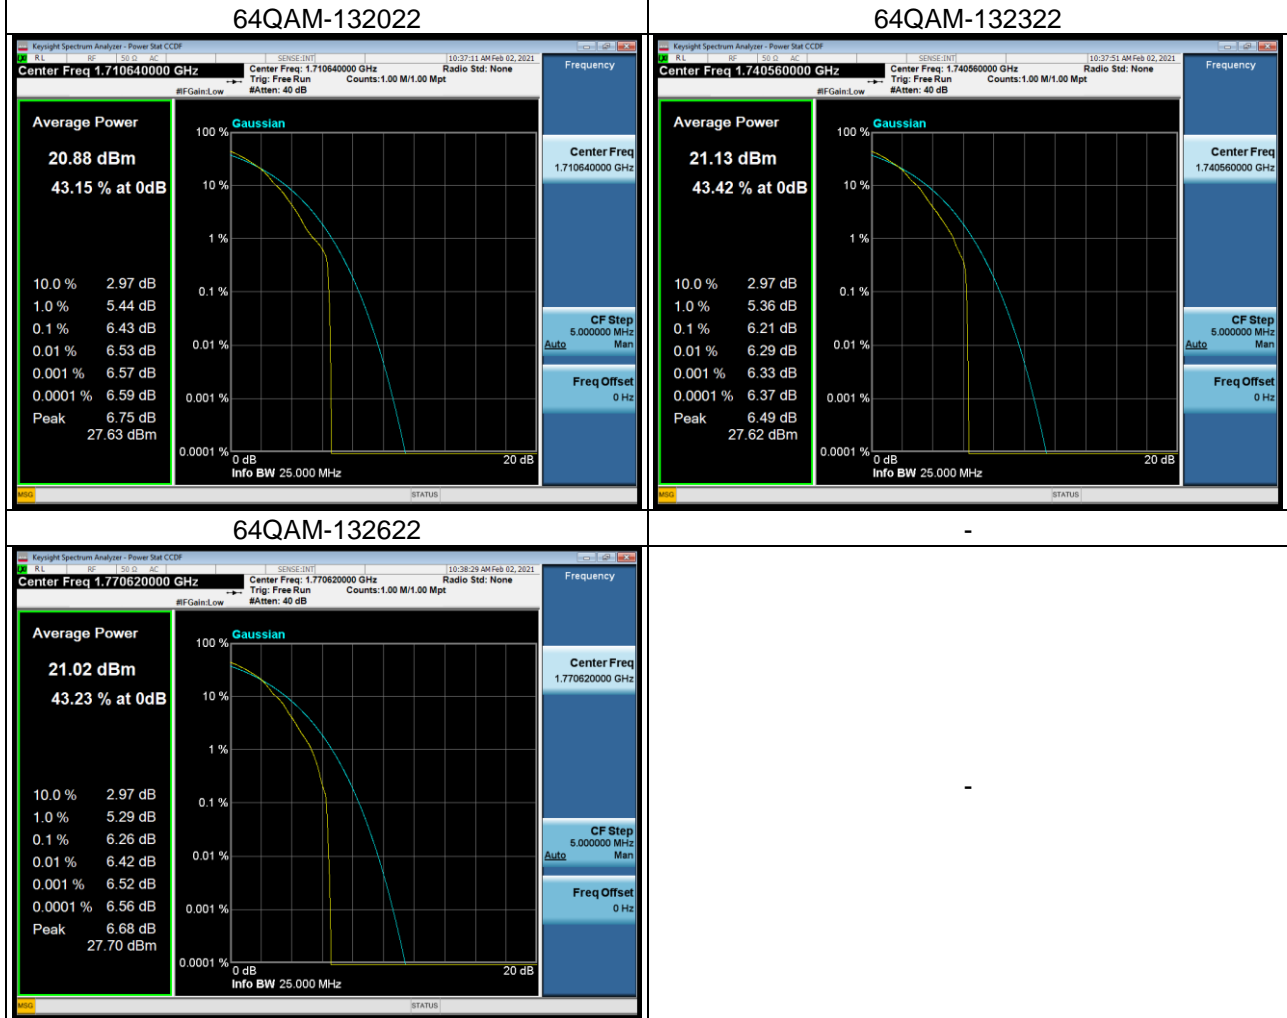 64QAM-132022
Keysight Spectrum Analyzer - Power Stat CCDF
RL RF 50 Ω AC SENSE:INT 10:37:11 AM Feb 02, 2021
Center Freq 1.710640000 GHz
Center Freq: 1.710640000 GHz Radio Std: None
Trig: Free Run Counts:1.00 M/1.00 Mpt
#IFGain:Low #Atten: 40 dB
Frequency
Average Power
20.88 dBm
43.15 % at 0dB
10.0 % 2.97 dB
1.0 % 5.44 dB
0.1 % 6.43 dB
0.01 % 6.53 dB
0.001 % 6.57 dB
0.0001 % 6.59 dB
Peak 6.75 dB
27.63 dBm
Gaussian
100 %
10 %
1 %
0.1 %
0.01 %
0.001 %
0.0001 %
0 dB 20 dB
Info BW 25.000 MHz
Center Freq
1.710640000 GHz
CF Step
5.000000 MHz
Auto Man
Freq Offset
0 Hz
MSG STATUS
64QAM-132322
Keysight Spectrum Analyzer - Power Stat CCDF
RL RF 50 Ω AC SENSE:INT 10:37:51 AM Feb 02, 2021
Center Freq 1.740560000 GHz
Center Freq: 1.740560000 GHz Radio Std: None
Trig: Free Run Counts:1.00 M/1.00 Mpt
#IFGain:Low #Atten: 40 dB
Frequency
Average Power
21.13 dBm
43.42 % at 0dB
10.0 % 2.97 dB
1.0 % 5.36 dB
0.1 % 6.21 dB
0.01 % 6.29 dB
0.001 % 6.33 dB
0.0001 % 6.37 dB
Peak 6.49 dB
27.62 dBm
Gaussian
100 %
10 %
1 %
0.1 %
0.01 %
0.001 %
0.0001 %
0 dB 20 dB
Info BW 25.000 MHz
Center Freq
1.740560000 GHz
CF Step
5.000000 MHz
Auto Man
Freq Offset
0 Hz
MSG STATUS
64QAM-132622
Keysight Spectrum Analyzer - Power Stat CCDF
RL RF 50 Ω AC SENSE:INT 10:38:29 AM Feb 02, 2021
Center Freq 1.770620000 GHz
Center Freq: 1.770620000 GHz Radio Std: None
Trig: Free Run Counts:1.00 M/1.00 Mpt
#IFGain:Low #Atten: 40 dB
Frequency
Average Power
21.02 dBm
43.23 % at 0dB
10.0 % 2.97 dB
1.0 % 5.29 dB
0.1 % 6.26 dB
0.01 % 6.42 dB
0.001 % 6.52 dB
0.0001 % 6.56 dB
Peak 6.68 dB
27.70 dBm
Gaussian
100 %
10 %
1 %
0.1 %
0.01 %
0.001 %
0.0001 %
0 dB 20 dB
Info BW 25.000 MHz
Center Freq
1.770620000 GHz
CF Step
5.000000 MHz
Auto Man
Freq Offset
0 Hz
MSG STATUS
-
-